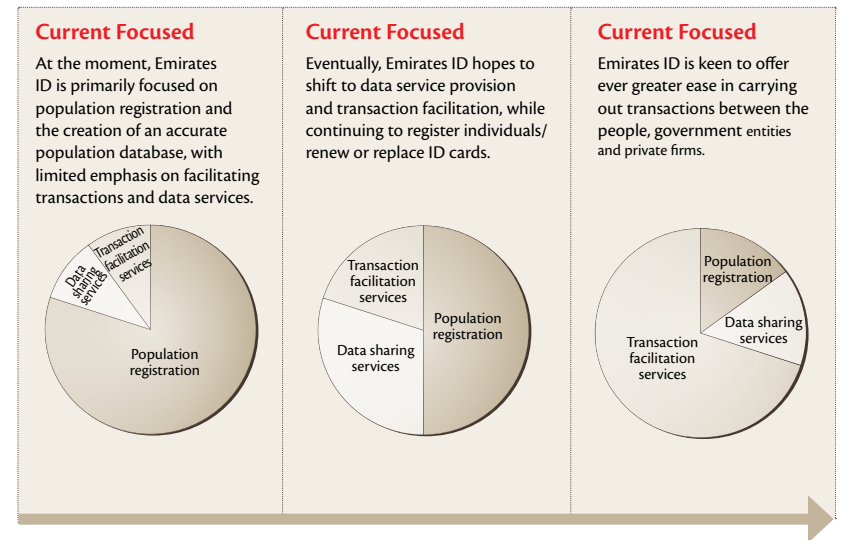 Current Focused
At the moment, Emirates
ID is primarily focused on
population registration and
the creation of an accurate
population database, with
limited emphasis on facilitating
transactions and data services.
Data
sharing
services
Transaction
facilitation
services
Population
registration
Current Focused
Eventually, Emirates ID hopes to
shift to data service provision
and transaction facilitation, while
continuing to register individuals/
renew or replace ID cards.
Transaction
facilitation
services
Population
registration
Data sharing
services
Current Focused
Emirates ID is keen to offer
ever greater ease in carrying
out transactions between the
people, government entities
and private firms.
Population
registration
Data sharing
services
Transaction
facilitation
services